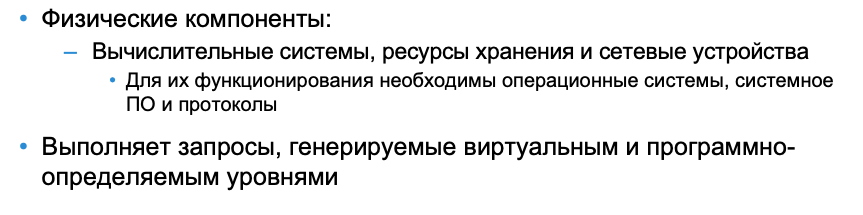 • Физические компоненты:
– Вычислительные системы, ресурсы хранения и сетевые устройства
• Для их функционирования необходимы операционные системы, системное
ПО и протоколы
• Выполняет запросы, генерируемые виртуальным и программно-
определяемым уровнями